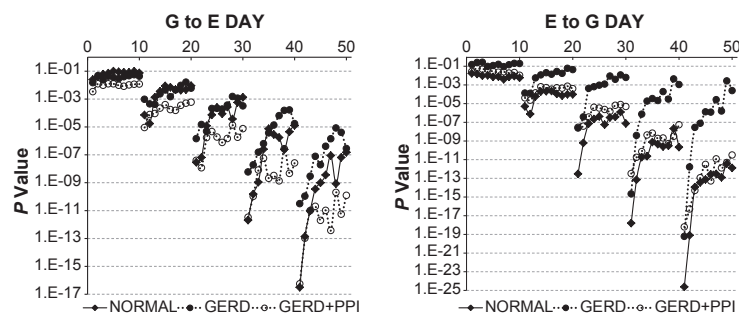 G to E DAY
0 10 20 30 40 50
1.E-01
1.E-03
1.E-05
1.E-07
1.E-09
1.E-11
1.E-13
1.E-15
1.E-17
P Value
NORMAL GERD GERD+PPI
E to G DAY
0 10 20 30 40 50
1.E-01
1.E-03
1.E-05
1.E-07
1.E-09
1.E-11
1.E-13
1.E-15
1.E-17
1.E-19
1.E-21
1.E-23
1.E-25
P Value
NORMAL GERD GERD+PPI